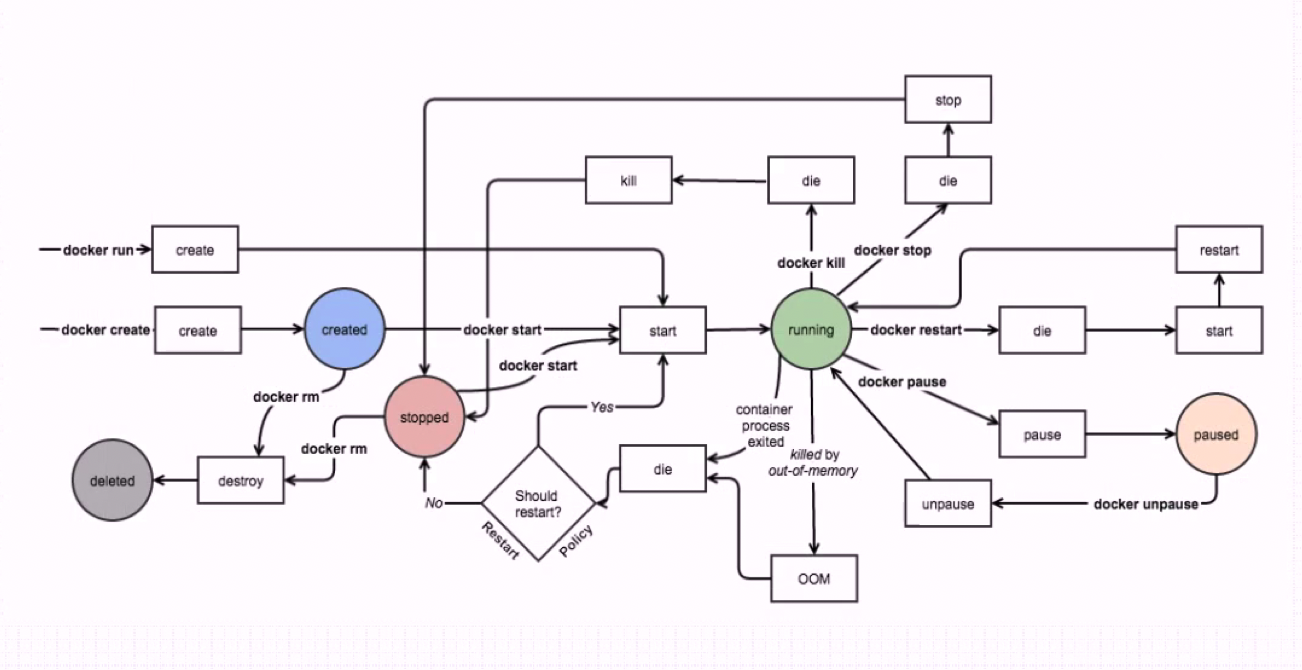 stop
kill
die
die
docker run
create
docker kill
docker stop
restart
docker create
create
created
docker start
start
running
docker restart
die
start
docker start
docker rm
stopped
docker pause
Yes
container
process
exited
pause
paused
docker rm
killed by
out-of-memory
die
deleted
destroy
No
Should
restart?
Restart
Policy
unpause
docker unpause
OOM